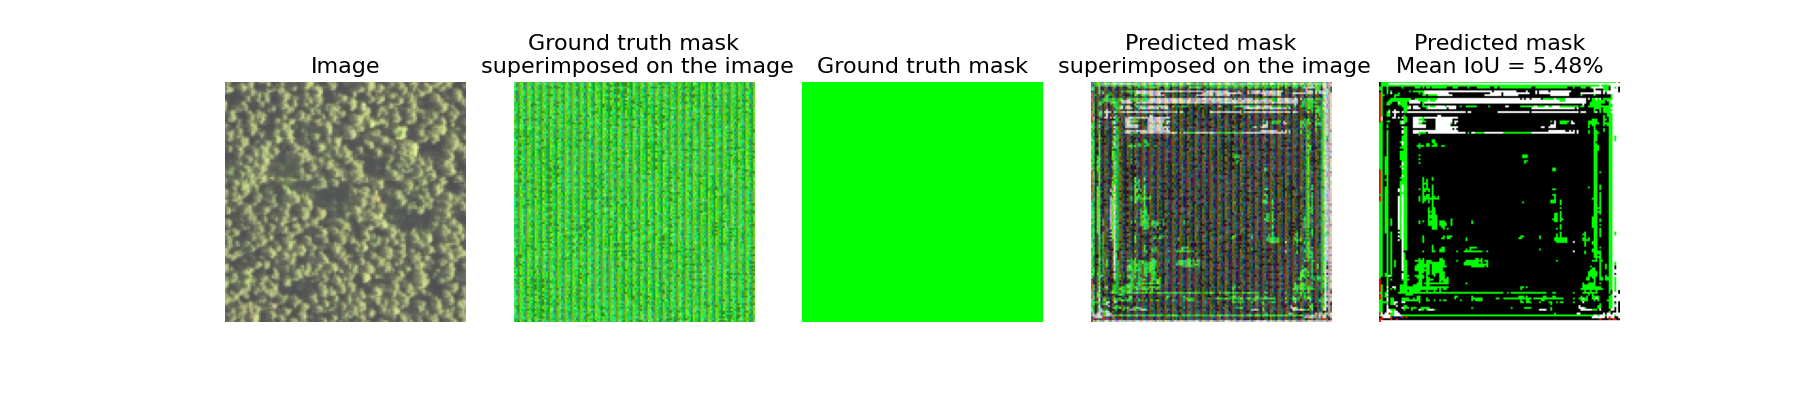 Image
Ground truth mask
superimposed on the image
Ground truth mask
Predicted mask
superimposed on the image
Predicted mask
Mean IoU = 5.48%